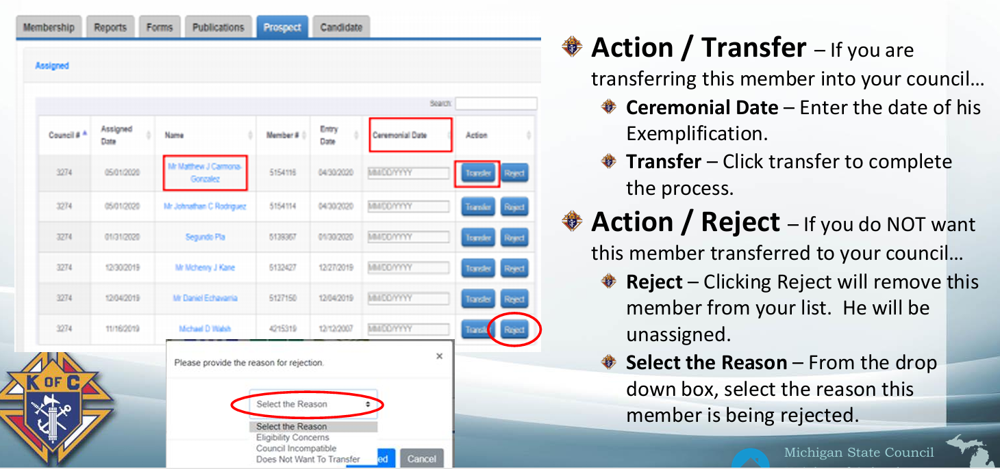 Membership Reports Forms Publications Prospect Candidate
Assigned
Search:
Council # Assigned Date Name Member # Entry Date Ceremonial Date Action
3274 05/01/2020 Mr Matthew J Carmona-Gonzalez 5154116 04/30/2020 MM/DD/YYYY Transfer Reject
3274 05/01/2020 Mr Johnathan C Rodriguez 5154114 04/30/2020 MM/DD/YYYY Transfer Reject
3274 01/31/2020 Segundo Pla 5139367 01/30/2020 MM/DD/YYYY Transfer Reject
3274 12/30/2019 Mr Mchenry J Kane 5132427 12/27/2019 MM/DD/YYYY Transfer Reject
3274 12/04/2019 Mr Daniel Echavarria 5127150 12/04/2019 MM/DD/YYYY Transfer Reject
3274 11/16/2019 Michael D Walsh 4215319 12/12/2007 MM/DD/YYYY Reject
Please provide the reason for rejection. ×
Select the Reason
Select the Reason
Eligibility Concerns
Council Incompatible
Does Not Want To Transfer
Cancel
K OF C
Action / Transfer – If you are
transferring this member into your council…
Ceremonial Date – Enter the date of his
Exemplification.
Transfer – Click transfer to complete
the process.
Action / Reject – If you do NOT want
this member transferred to your council…
Reject – Clicking Reject will remove this
member from your list. He will be
unassigned.
Select the Reason – From the drop
down box, select the reason this
member is being rejected.
Michigan State Council